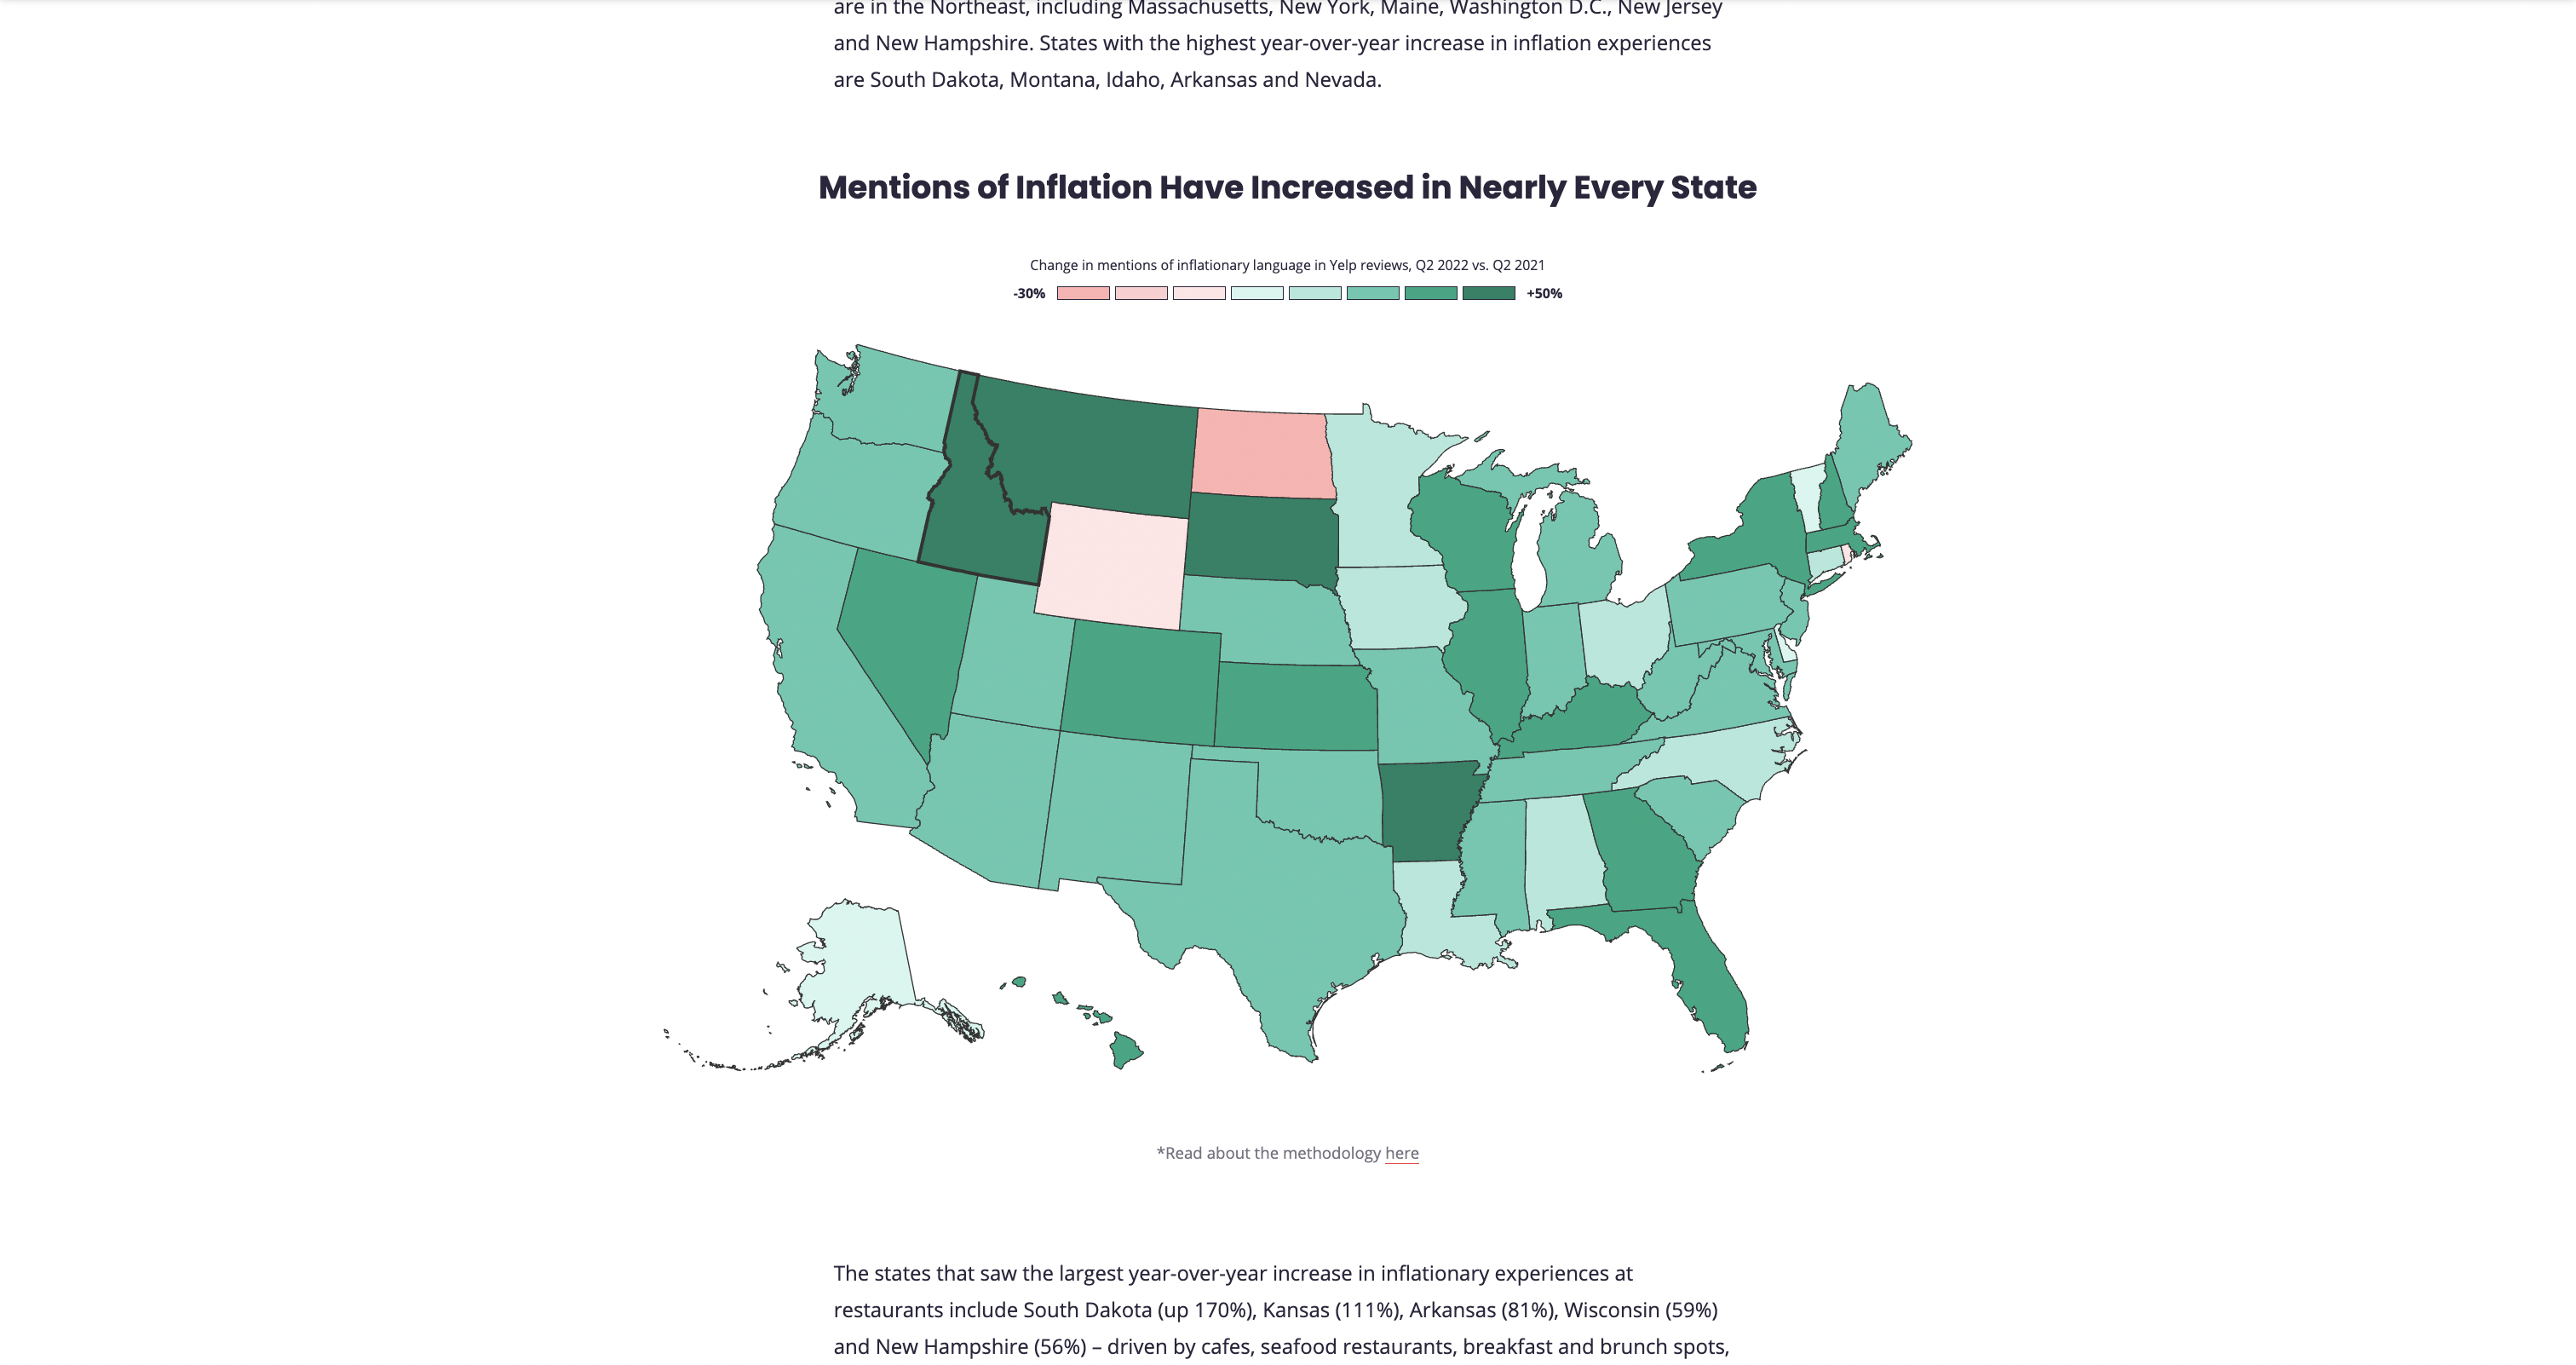 are in the Northeast, including Massachusetts, New York, Maine, Washington D.C., New Jersey
and New Hampshire. States with the highest year-over-year increase in inflation experiences
are South Dakota, Montana, Idaho, Arkansas and Nevada.
Mentions of Inflation Have Increased in Nearly Every State
Change in mentions of inflationary language in Yelp reviews, Q2 2022 vs. Q2 2021
-30% +50%
*Read about the methodology here
The states that saw the largest year-over-year increase in inflationary experiences at
restaurants include South Dakota (up 170%), Kansas (111%), Arkansas (81%), Wisconsin (59%)
and New Hampshire (56%) – driven by cafes, seafood restaurants, breakfast and brunch spots,